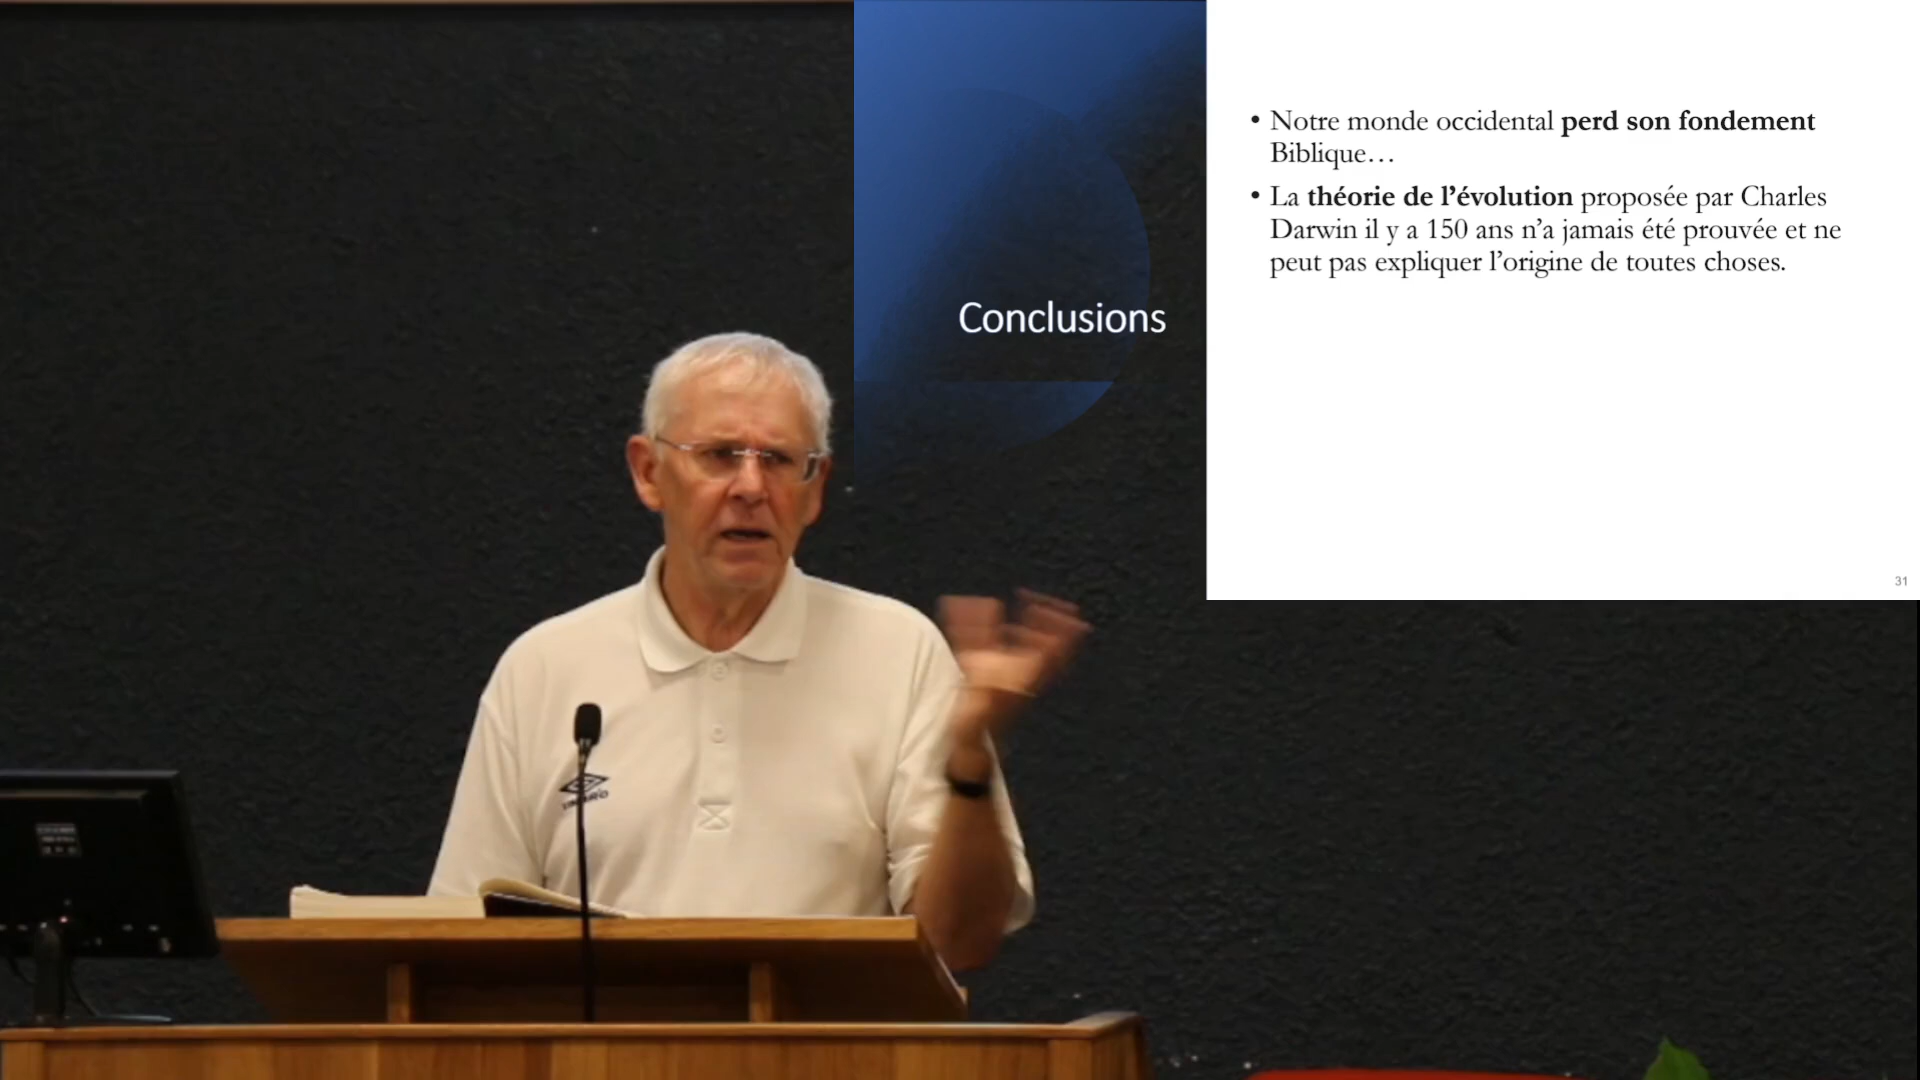 Conclusions
• Notre monde occidental perd son fondement
Biblique…
• La théorie de l’évolution proposée par Charles
Darwin il y a 150 ans n’a jamais été prouvée et ne
peut pas expliquer l’origine de toutes choses.
31